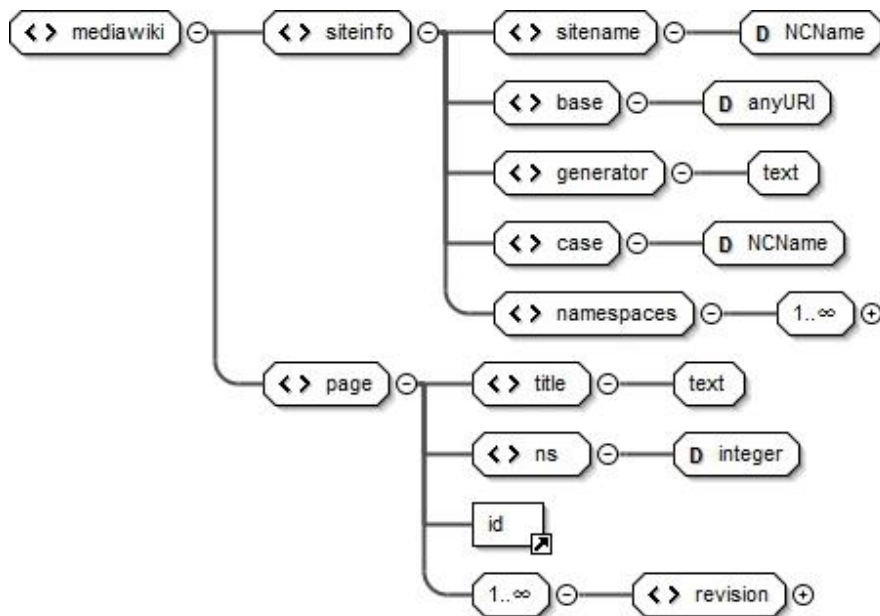 <> mediawiki <> siteinfo <> sitename D NCName
<> base D anyURI
<> generator text
<> case D NCName
<> namespaces 1..∞
<> page <> title text
<> ns D integer
id
1..∞ <> revision